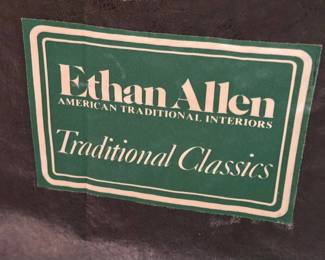 Ethan Allen
AMERICAN TRADITIONAL INTERIORS
Traditional Classics